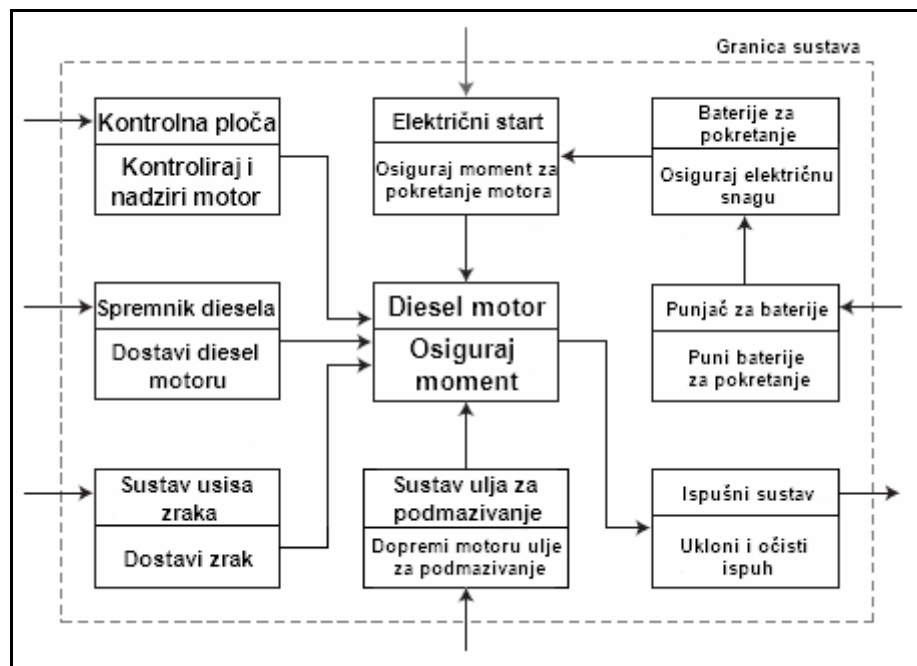 Granica sustava
Kontrolna ploča
Kontroliraj i
nadziri motor
Električni start
Osiguraj moment za
pokretanje motora
Baterije za
pokretanje
Osiguraj električnu
snagu
Spremnik diesela
Dostavi diesel
motoru
Diesel motor
Osiguraj
moment
Punjač za baterije
Puni baterije
za pokretanje
Sustav usisa
zraka
Dostavi zrak
Sustav ulja za
podmazivanje
Dopremi motoru ulje
za podmazivanje
Ispušni sustav
Ukloni i očisti
ispuh